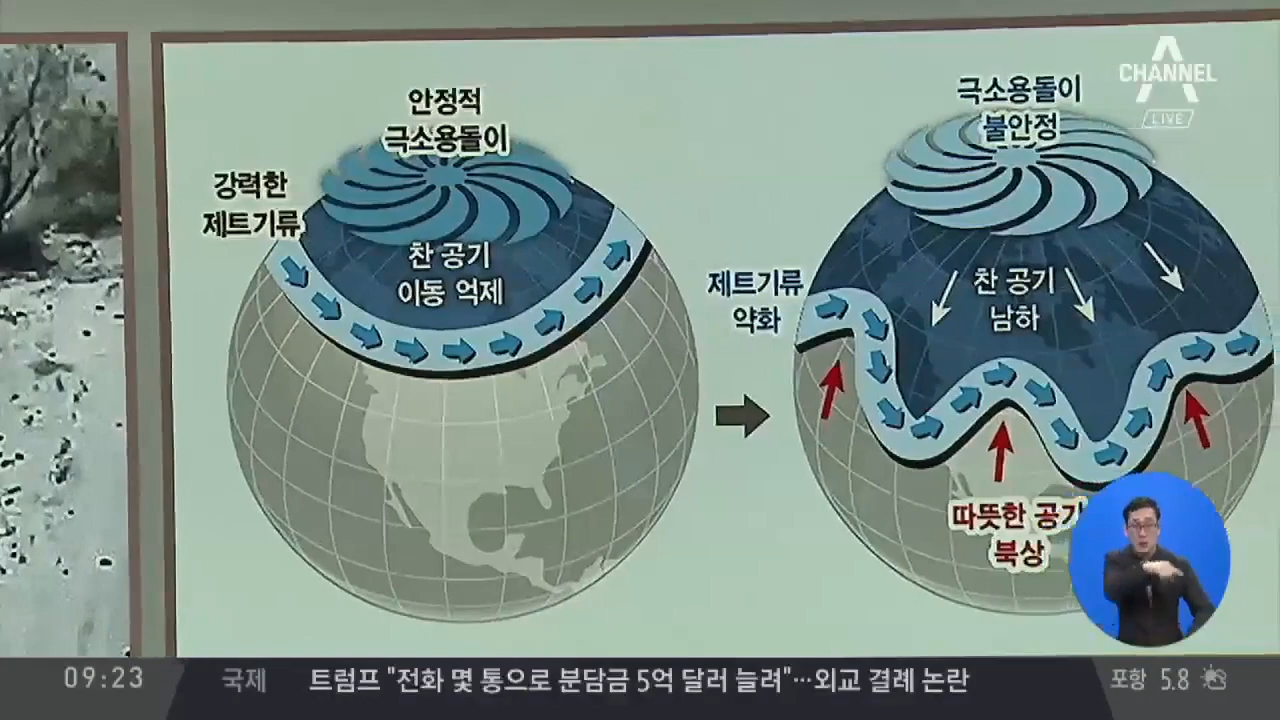 안정적
극소용돌이
강력한
제트기류
찬 공기
이동 억제
극소용돌이
불안정
제트기류
약화
찬 공기
남하
따뜻한 공기
북상
CHANNEL A
LIVE
09:23
국제
트럼프 "전화 몇 통으로 분담금 5억 달러 늘려"…외교 결례 논란
포항 5.8